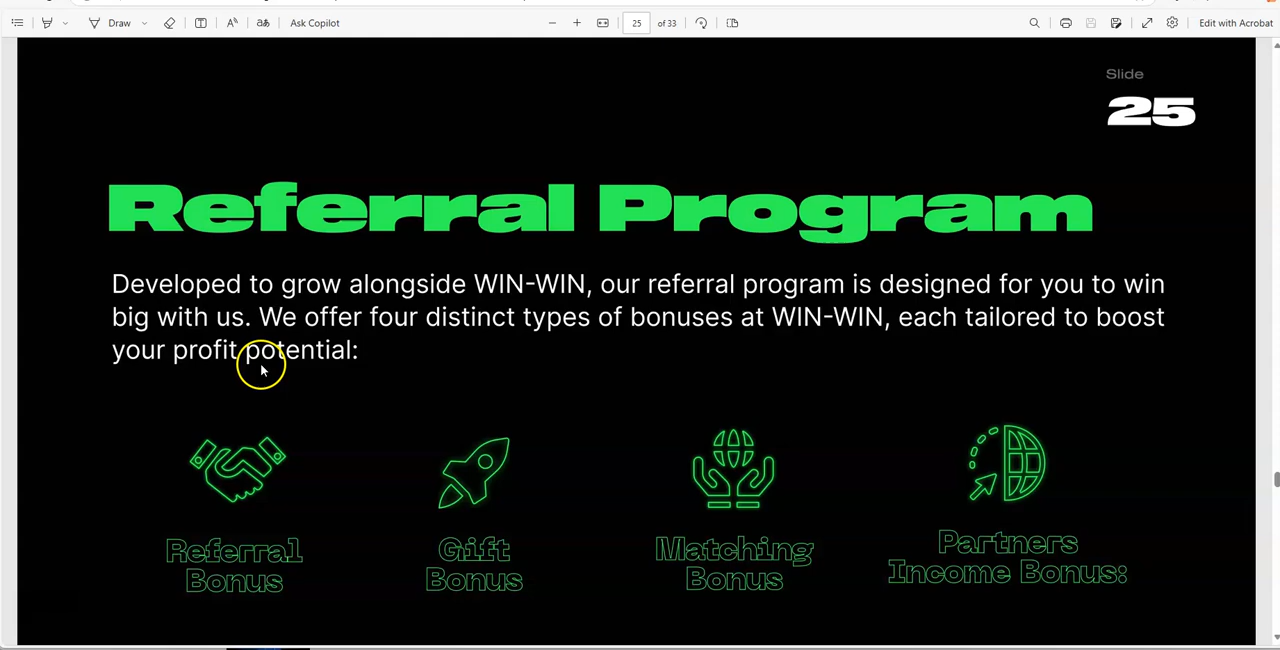 Draw
Ask Copilot
25
of 33
Edit with Acrobat
Slide
25
Referral Program
Developed to grow alongside WIN-WIN, our referral program is designed for you to win
big with us. We offer four distinct types of bonuses at WIN-WIN, each tailored to boost
your profit potential:
Referral
Bonus
Gift
Bonus
Matching
Bonus
Partners
Income Bonus: